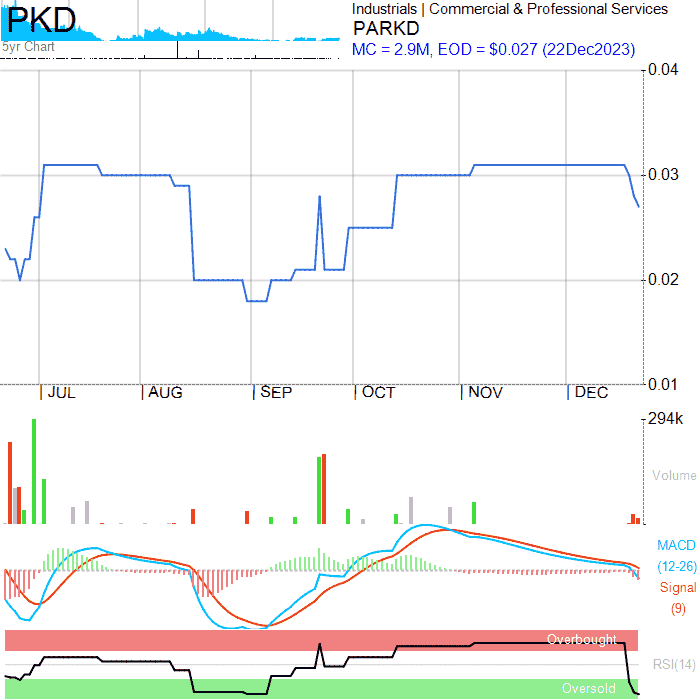 PKD
5yr Chart
Industrials | Commercial & Professional Services
PARKD
MC = 2.9M, EOD = $0.027 (22Dec2023)
0.04
0.03
0.02
0.01
JUL AUG SEP OCT NOV DEC
294k
Volume
MACD
(12-26)
Signal
(9)
Overbought
RSI(14)
Oversold